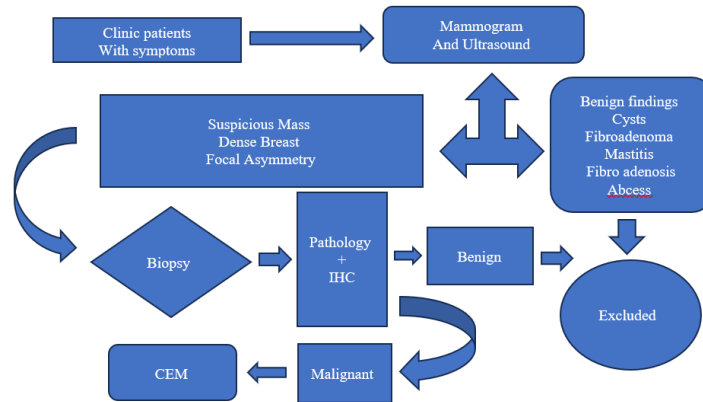 Clinic patients
With symptoms
Mammogram
And Ultrasound
Suspicious Mass
Dense Breast
Focal Asymmetry
Benign findings
Cysts
Fibroadenoma
Mastitis
Fibro adenosis
Abcess
Biopsy
Pathology
+
IHC
Benign
Excluded
CEM
Malignant